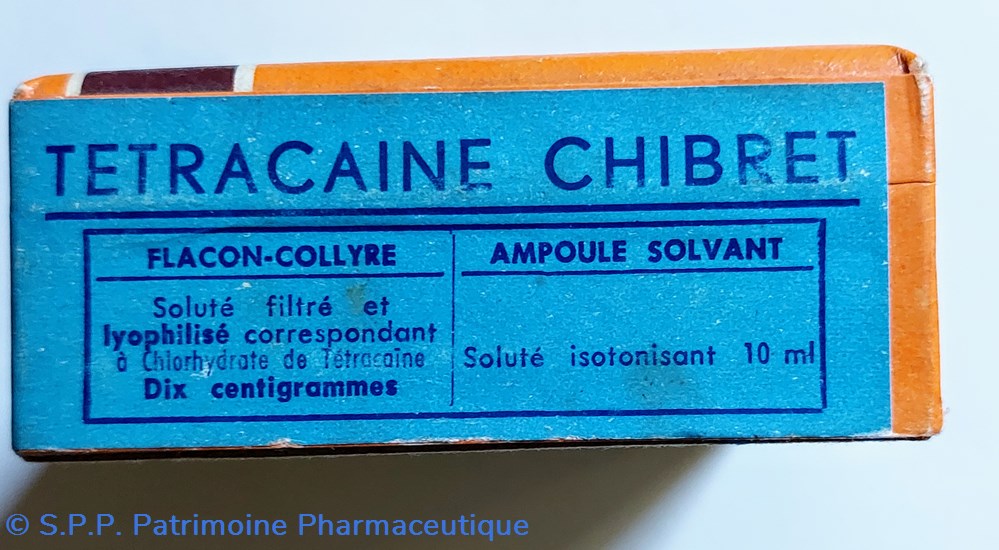 TETRACAINE CHIBRET
FLACON-COLLYRE
Soluté filtré et
lyophilisé correspondant
à Chlorhydrate de Tétracaïne
Dix centigrammes
AMPOULE SOLVANT
Soluté isotonisant 10 ml
© S.P.P. Patrimoine Pharmaceutique